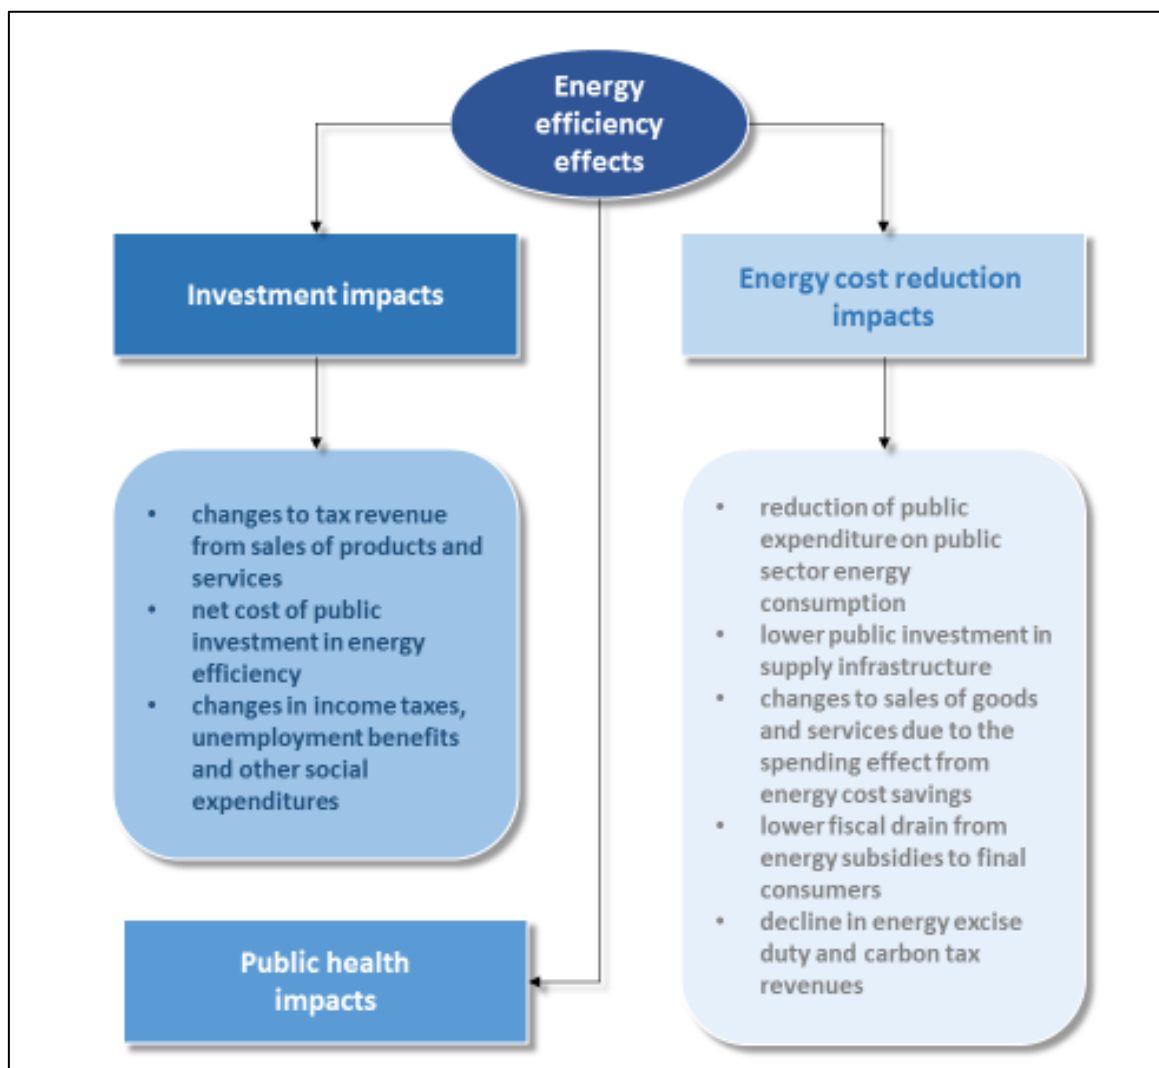 Energy
efficiency
effects
Investment impacts
• changes to tax revenue
from sales of products and
services
• net cost of public
investment in energy
efficiency
• changes in income taxes,
unemployment benefits
and other social
expenditures
Public health
impacts
Energy cost reduction
impacts
• reduction of public
expenditure on public
sector energy
consumption
• lower public investment in
supply infrastructure
• changes to sales of goods
and services due to the
spending effect from
energy cost savings
• lower fiscal drain from
energy subsidies to final
consumers
• decline in energy excise
duty and carbon tax
revenues